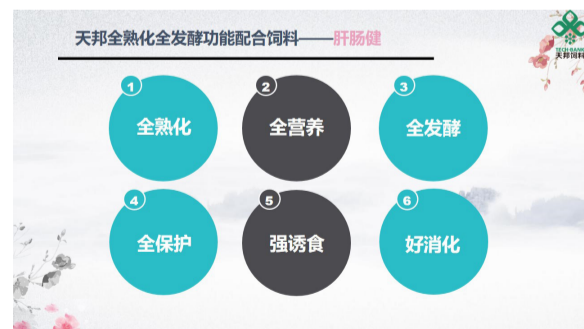 天邦全熟化全发酵功能配合饲料——肝肠健
TECH-BANK
天邦饲料
1
全熟化
2
全营养
3
全发酵
4
全保护
5
强诱食
6
好消化